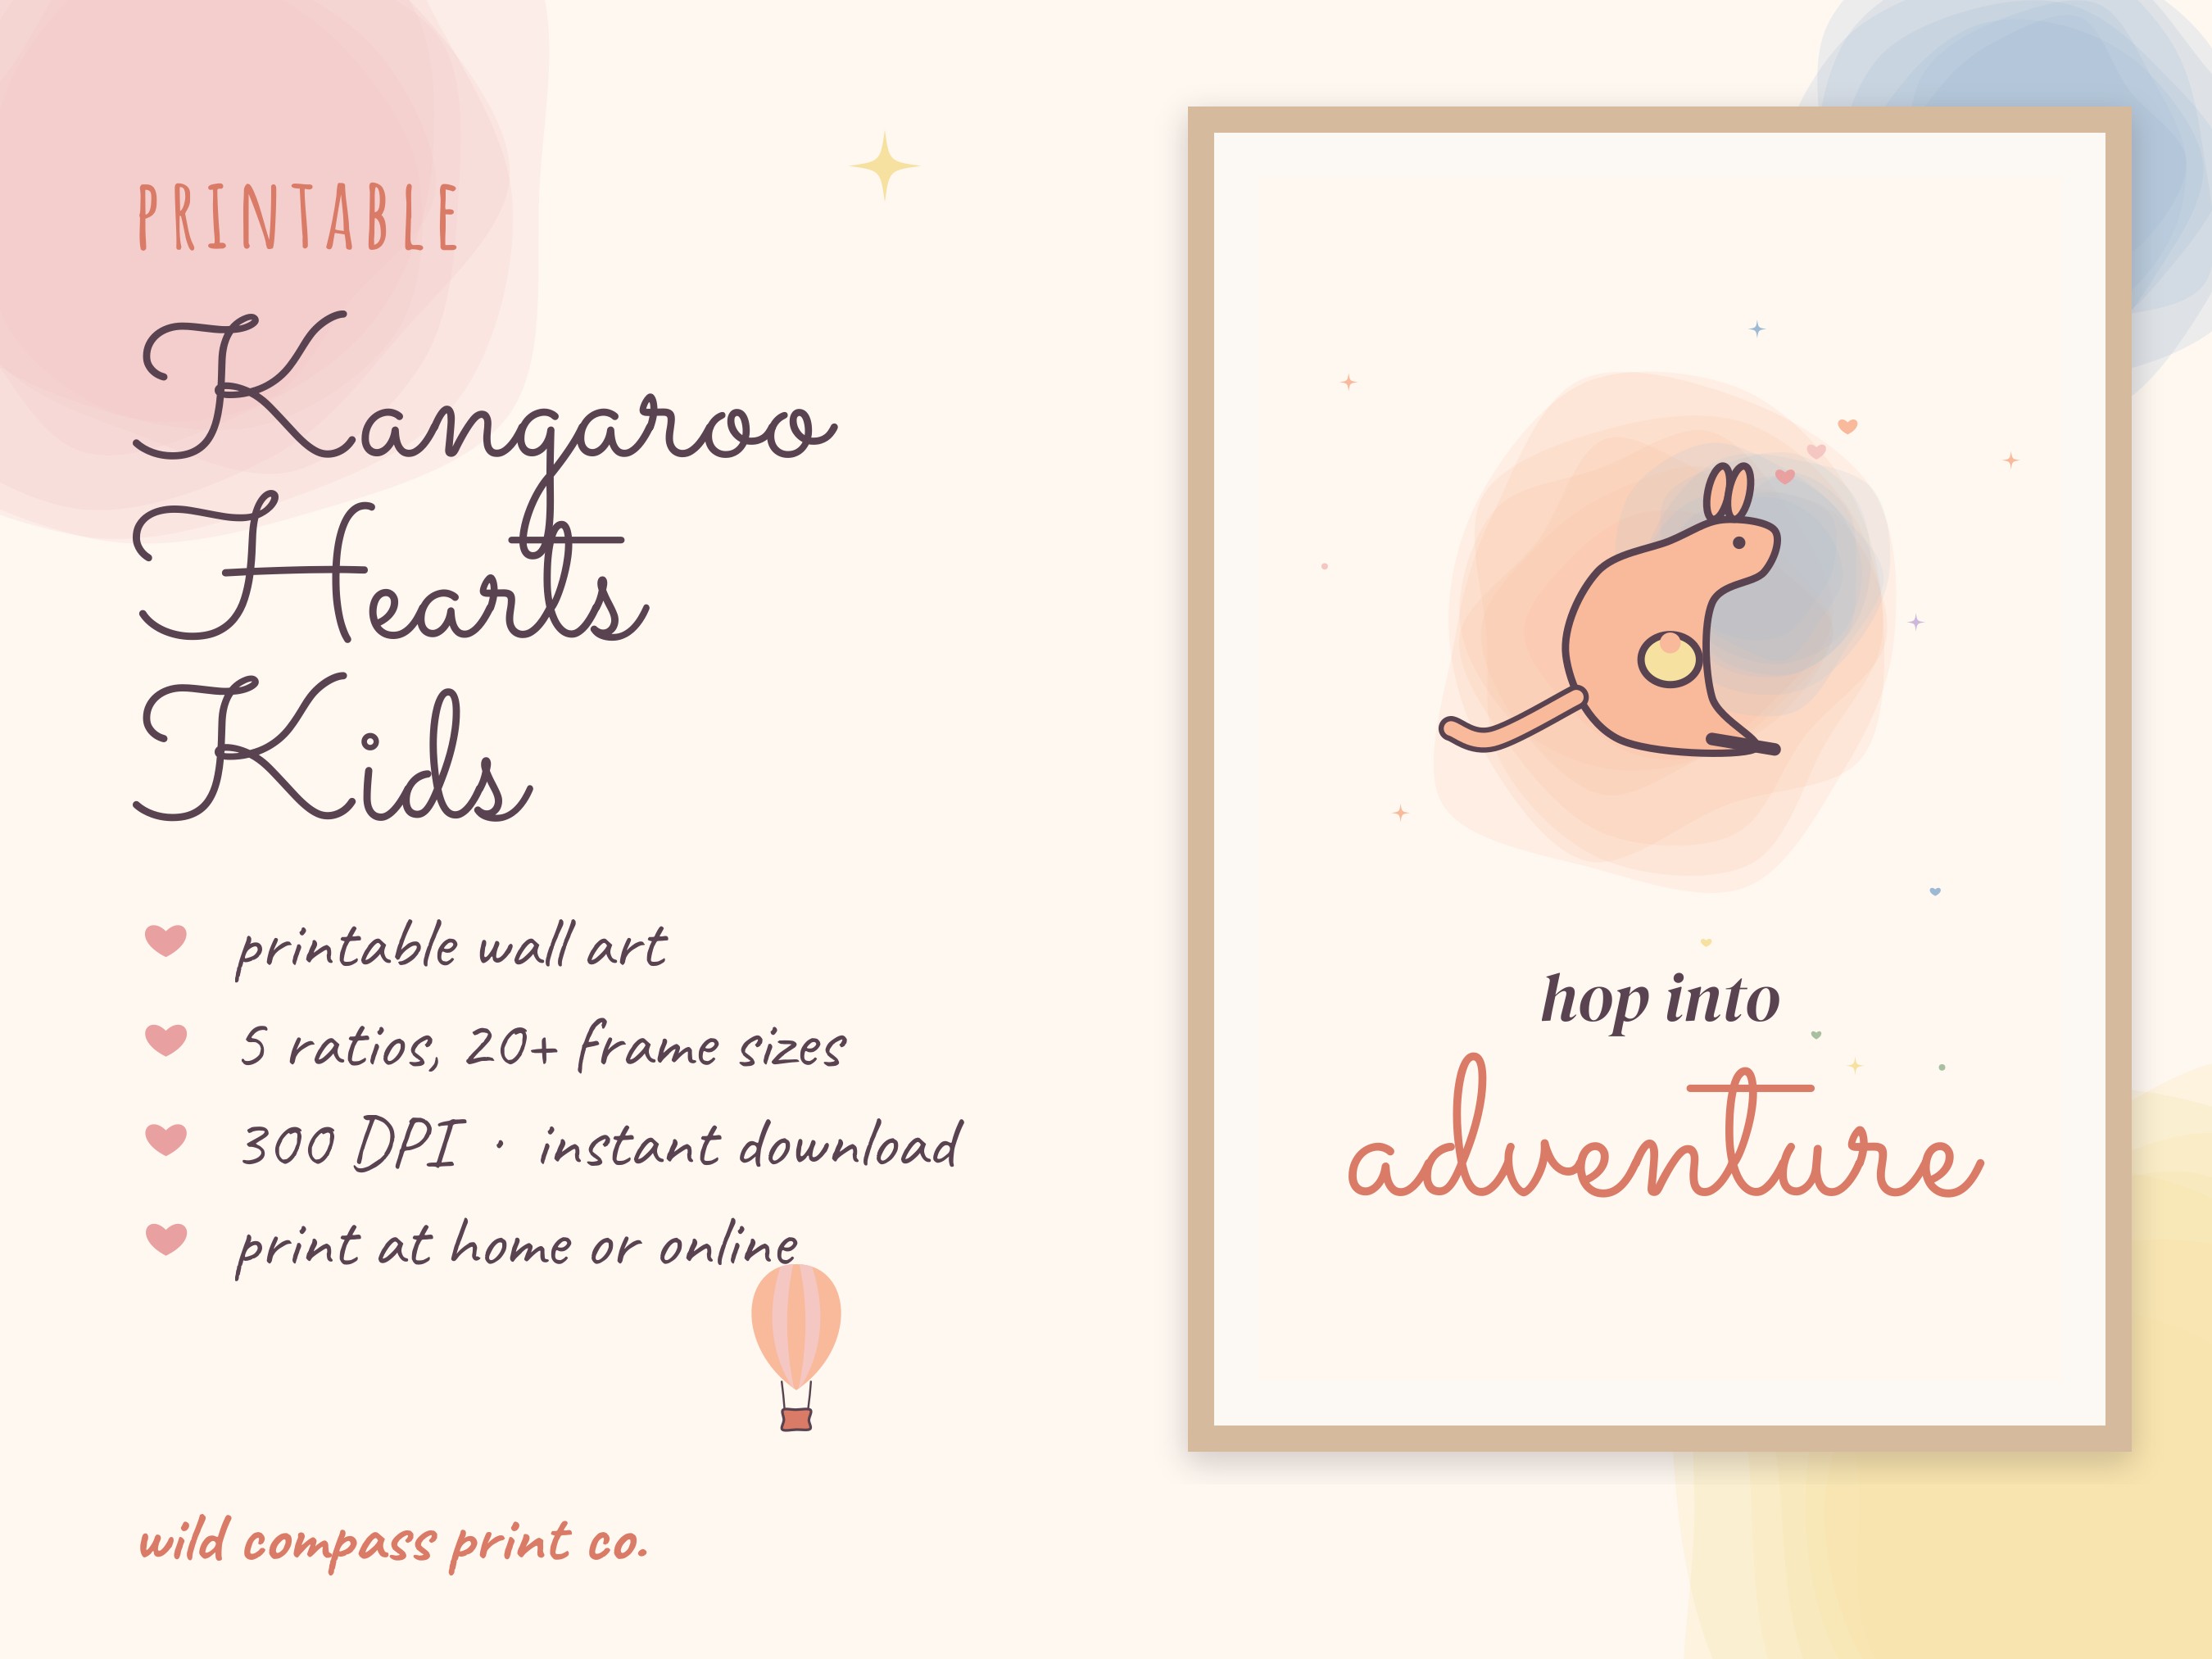 PRINTABLE
Kangaroo
Hearts
Kids
printable wall art
5 ratios, 20+ frame sizes
300 DPI · instant download
print at home or online
wild compass print co.
hop into
adventure